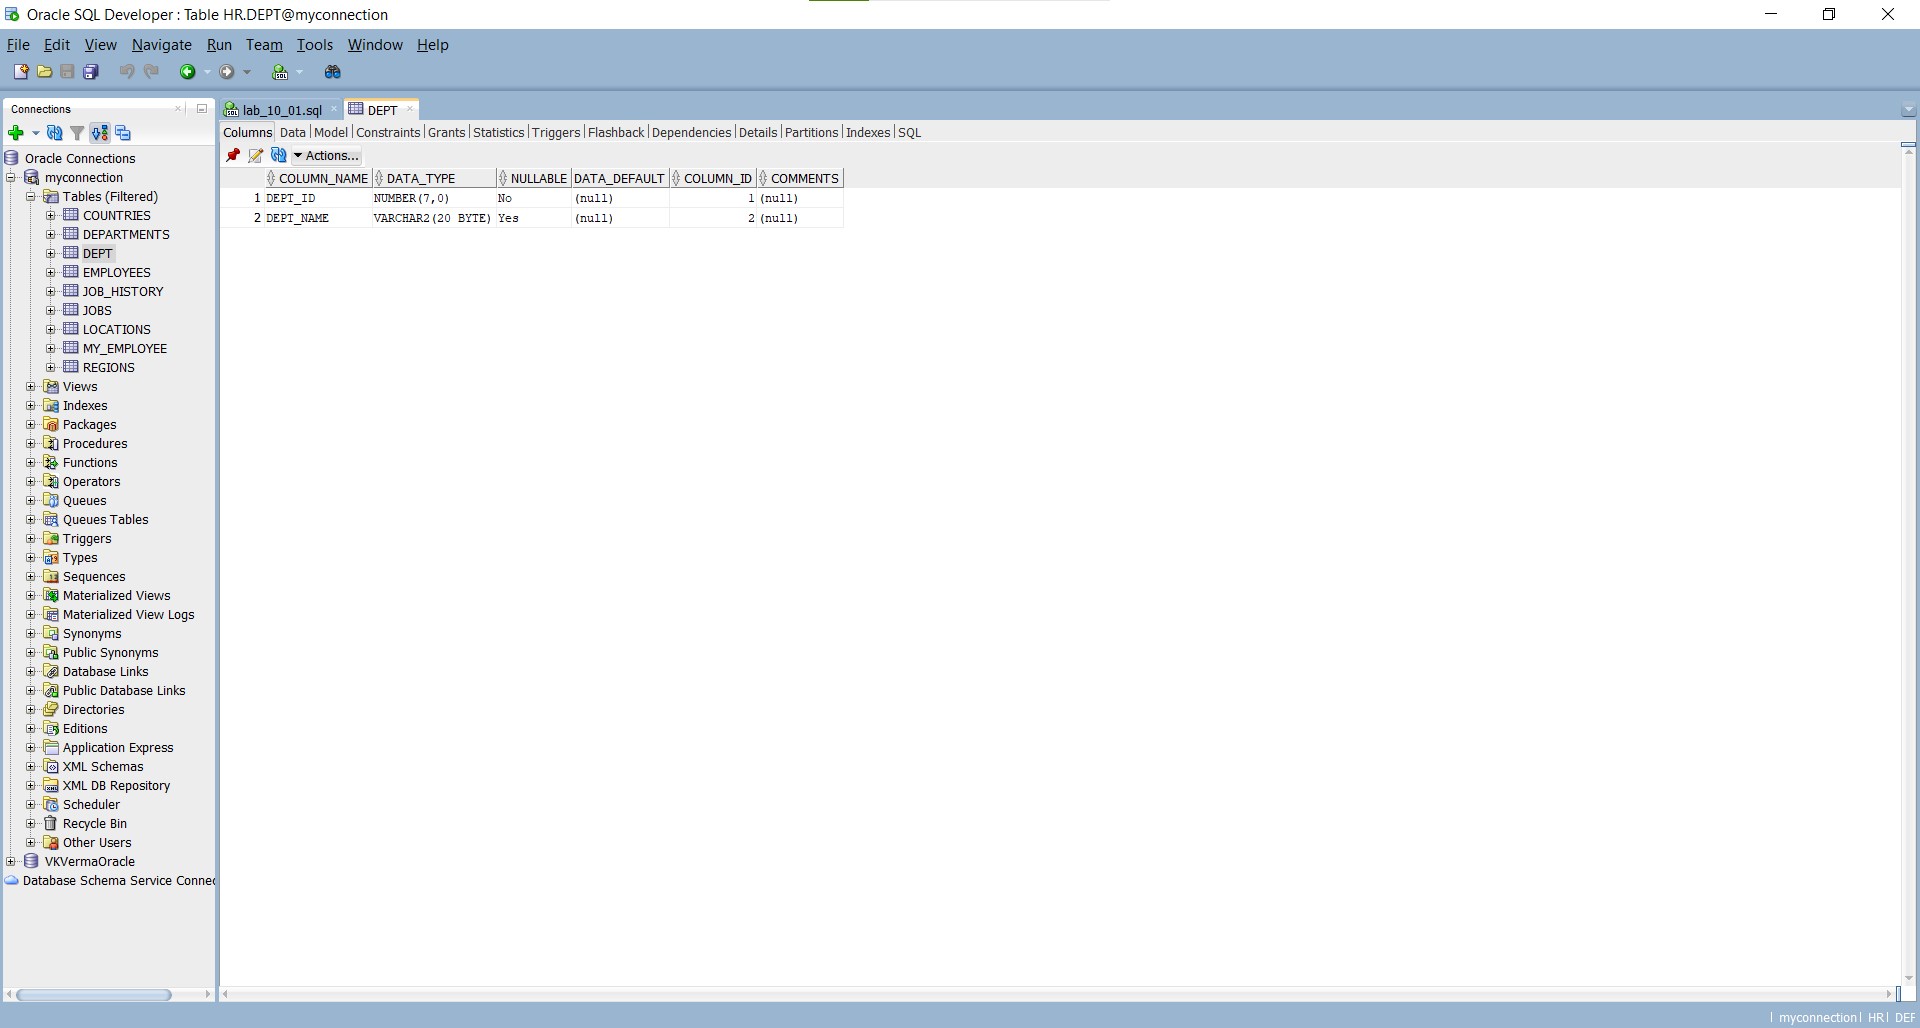 Oracle SQL Developer : Table HR.DEPT@myconnection
File Edit View Navigate Run Team Tools Window Help
Connections
Oracle Connections
myconnection
Tables (Filtered)
COUNTRIES
DEPARTMENTS
DEPT
EMPLOYEES
JOB_HISTORY
JOBS
LOCATIONS
MY_EMPLOYEE
REGIONS
Views
Indexes
Packages
Procedures
Functions
Operators
Queues
Queues Tables
Triggers
Types
Sequences
Materialized Views
Materialized View Logs
Synonyms
Public Synonyms
Database Links
Public Database Links
Directories
Editions
Application Express
XML Schemas
XML DB Repository
Scheduler
Recycle Bin
Other Users
VKVermaOracle
Database Schema Service Connec
lab_10_01.sql DEPT
Columns Data Model Constraints Grants Statistics Triggers Flashback Dependencies Details Partitions Indexes SQL
Actions...
COLUMN_NAME DATA_TYPE NULLABLE DATA_DEFAULT COLUMN_ID COMMENTS
1 DEPT_ID NUMBER(7,0) No (null) 1 (null)
2 DEPT_NAME VARCHAR2(20 BYTE) Yes (null) 2 (null)
myconnection HR DEF